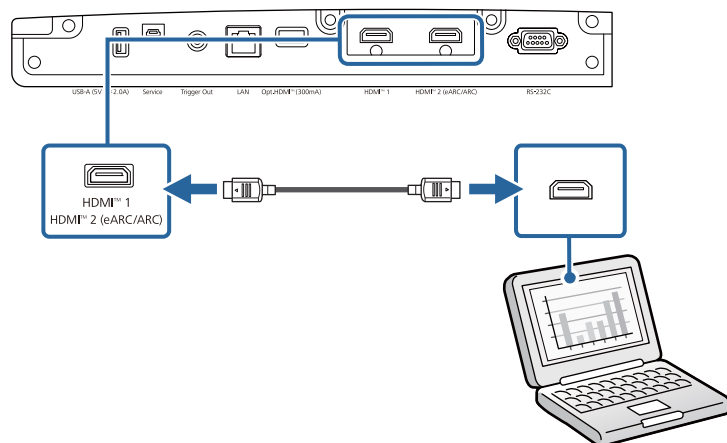 USB-A (5V 2.0A) Service Trigger Out LAN Opt.HDMI™ (300mA) HDMI™ 1 HDMI™ 2 (eARC/ARC) RS-232C
HDMI™ 1
HDMI™ 2 (eARC/ARC)